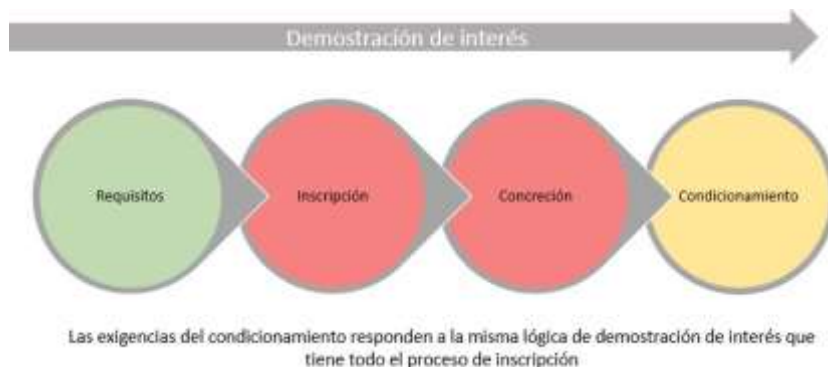 Demostración de interés
Requisitos
Inscripción
Concreción
Condicionamiento
Las exigencias del condicionamiento responden a la misma lógica de demostración de interés que
tiene todo el proceso de inscripción